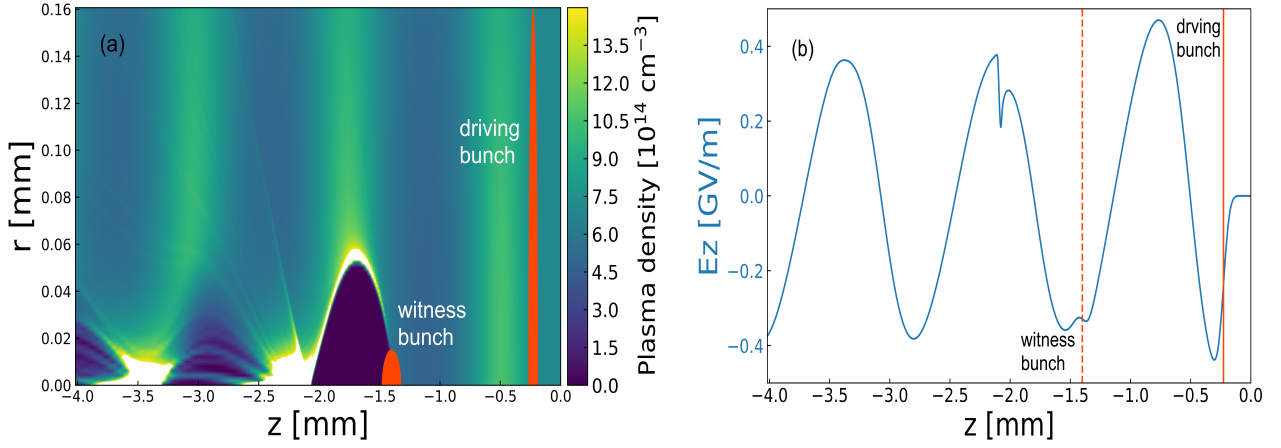 (a)
driving
bunch
witness
bunch
0.16
0.14
0.12
0.10
0.08
0.06
0.04
0.02
0.00
r [mm]
−4.0 −3.5 −3.0 −2.5 −2.0 −1.5 −1.0 −0.5 0.0
z [mm]
13.5
12.0
10.5
9.0
7.5
6.0
4.5
3.0
1.5
0.0
Plasma density [10¹⁴ cm⁻³]
(b)
driving
bunch
witness
bunch
0.4
0.2
0.0
−0.2
−0.4
Ez [GV/m]
−4.0 −3.5 −3.0 −2.5 −2.0 −1.5 −1.0 −0.5 0.0
z [mm]